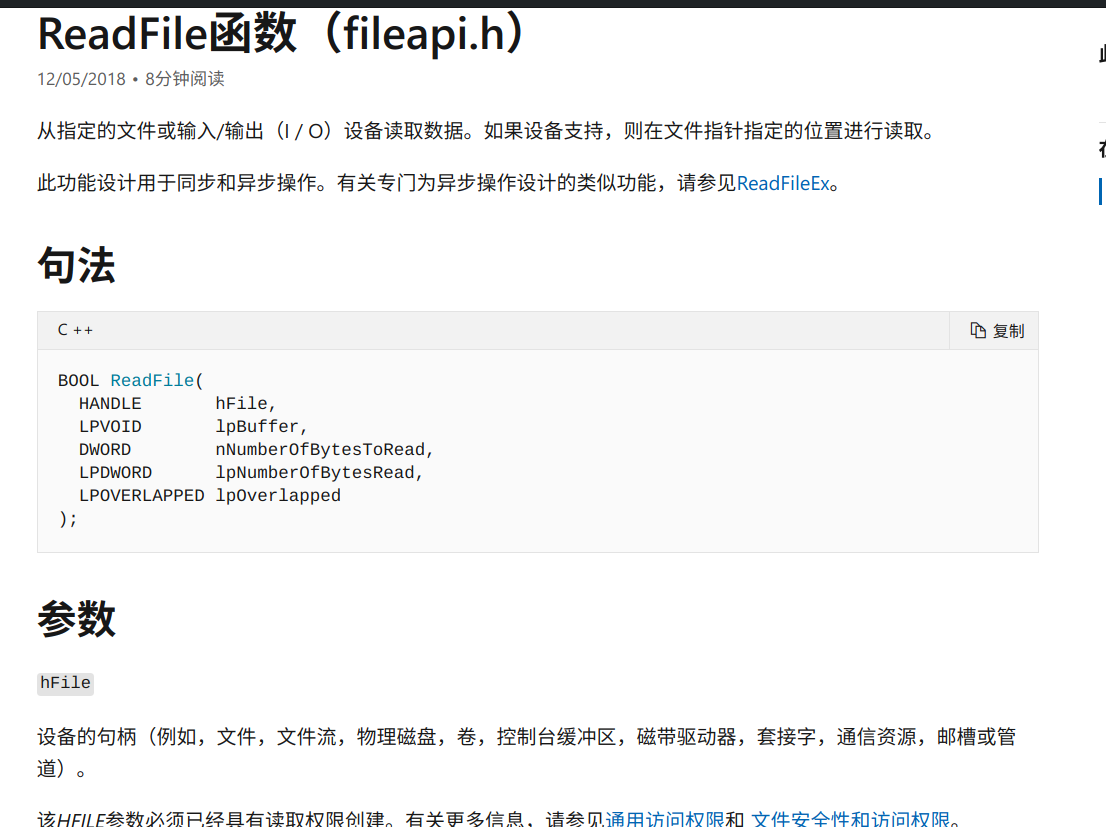 ReadFile函数（fileapi.h）
12/05/2018 • 8分钟阅读
从指定的文件或输入/输出（I / O）设备读取数据。如果设备支持，则在文件指针指定的位置进行读取。
此功能设计用于同步和异步操作。有关专门为异步操作设计的类似功能，请参见ReadFileEx。
句法
C ++
复制
BOOL ReadFile(
  HANDLE       hFile,
  LPVOID       lpBuffer,
  DWORD        nNumberOfBytesToRead,
  LPDWORD      lpNumberOfBytesRead,
  LPOVERLAPPED lpOverlapped
);
参数
hFile
设备的句柄（例如，文件，文件流，物理磁盘，卷，控制台缓冲区，磁带驱动器，套接字，通信资源，邮槽或管
道）。
该HFILE参数必须已经具有读取权限创建。有关更多信息，请参见通用访问权限和 文件安全性和访问权限。